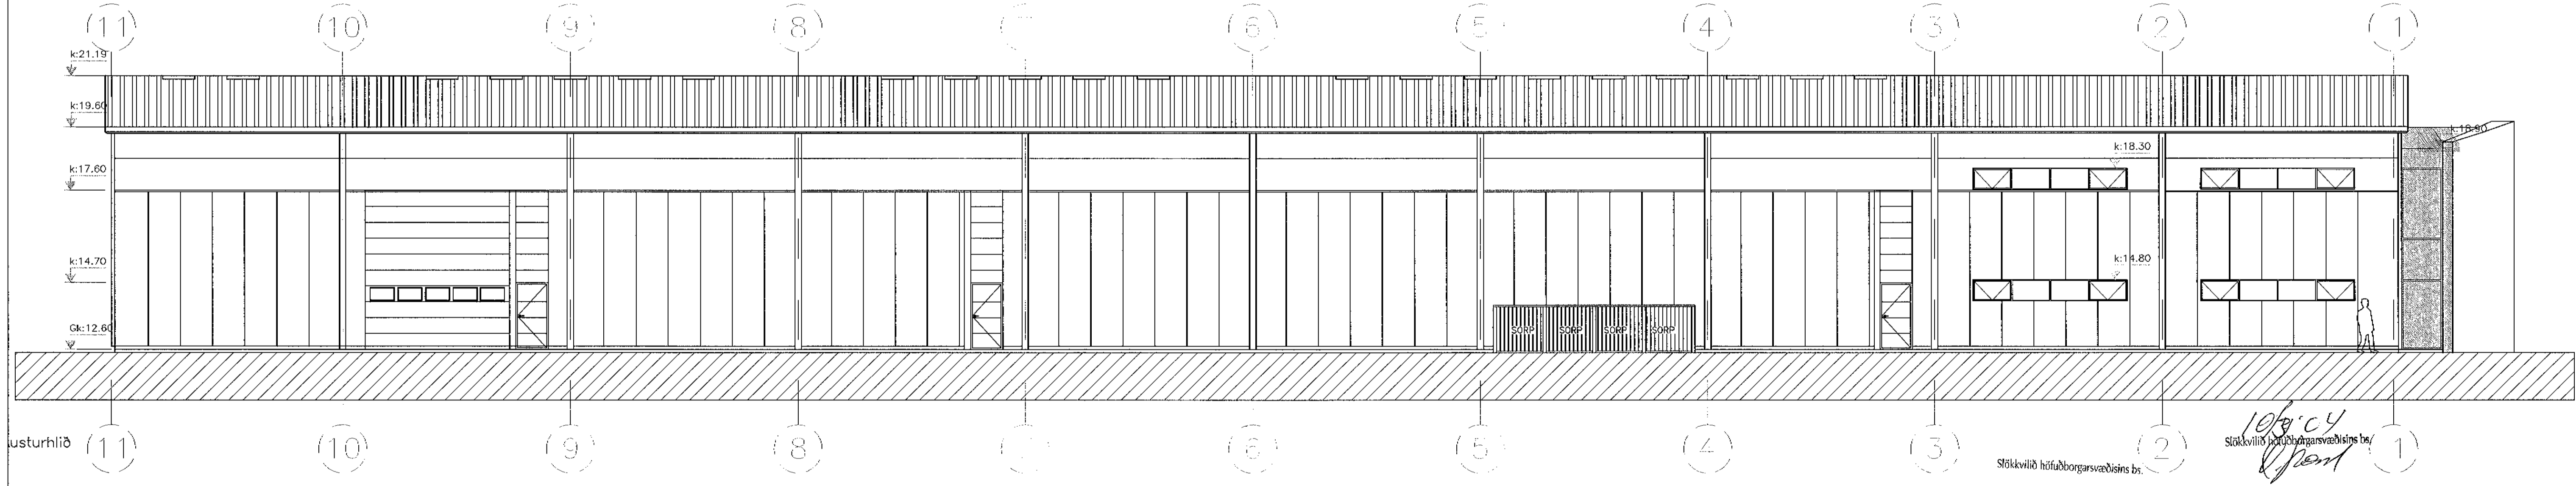 11 10 9 8 6 5 4 3 2 1
k:21.19
k:19.60
k:18.90
k:18.30
k:17.60
k:14.70
k:14.80
Gk:12.60
SORP SORP SORP SORP
usturhlið
11 10 9 8 6 5 4 3 2 1
Slökkvilið höfuðborgarsvæðisins bs.
Slökkvilið höfuðborgarsvæðisins bs.